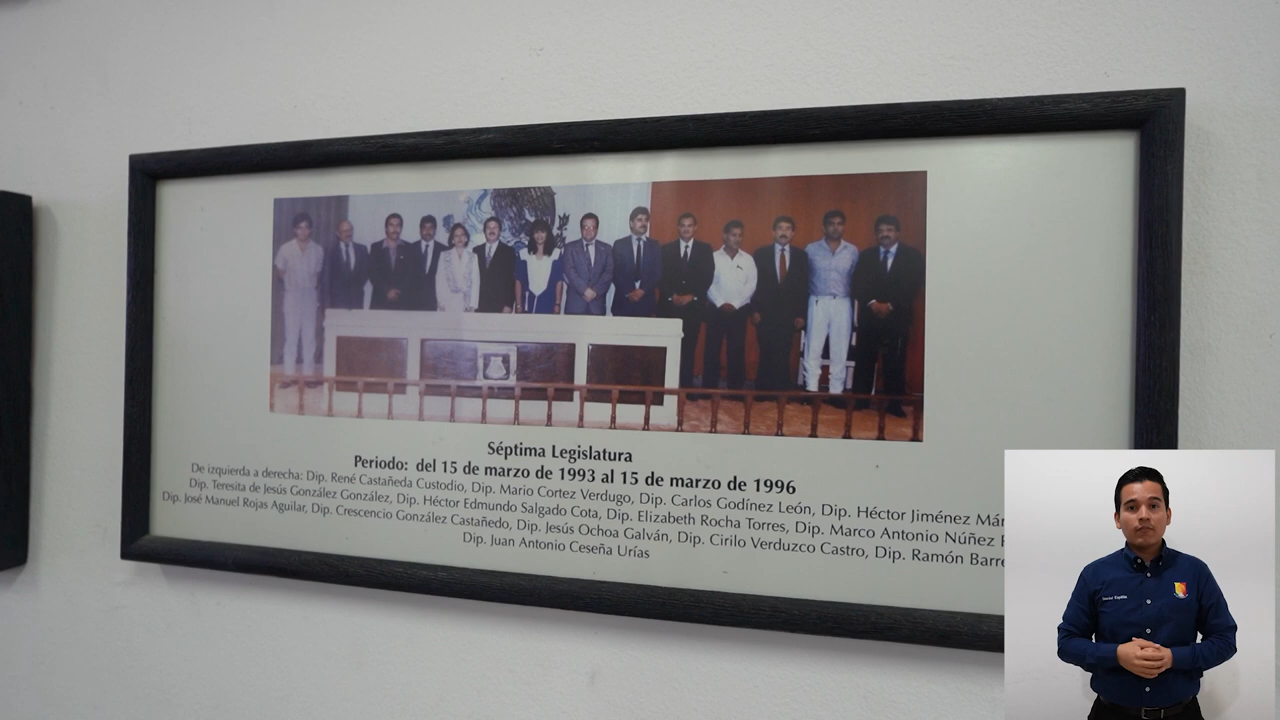 Séptima Legislatura
Periodo: del 15 de marzo de 1993 al 15 de marzo de 1996
De izquierda a derecha: Dip. René Castañeda Custodio, Dip. Mario Cortez Verdugo, Dip. Carlos Godínez León, Dip. Héctor Jiménez Már
Dip. Teresita de Jesús González González, Dip. Héctor Edmundo Salgado Cota, Dip. Elizabeth Rocha Torres, Dip. Marco Antonio Núñez
Dip. José Manuel Rojas Aguilar, Dip. Crescencio González Castañedo, Dip. Jesús Ochoa Galván, Dip. Cirilo Verduzco Castro, Dip. Ramón Barre
Dip. Juan Antonio Ceseña Urías